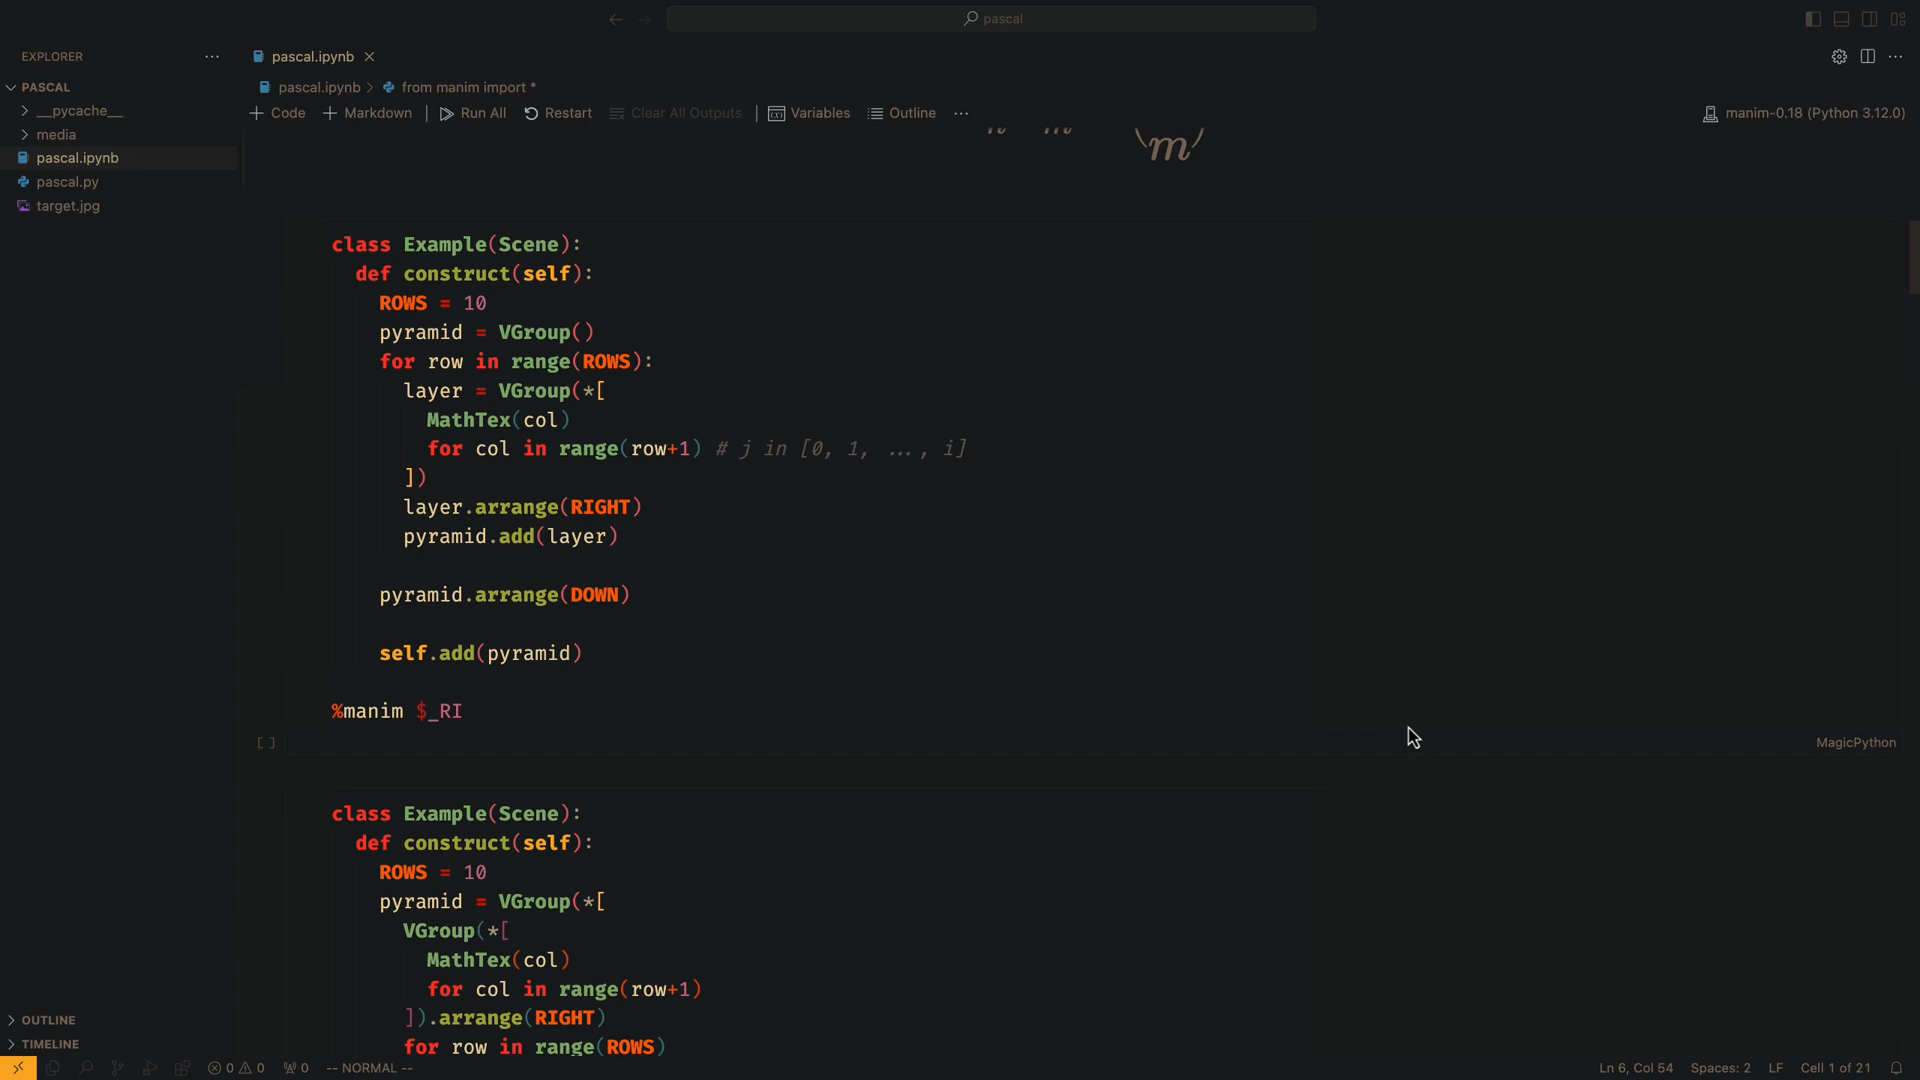 pascal
EXPLORER
pascal.ipynb
PASCAL
pascal.ipynb > from manim import *
__pycache__
+ Code + Markdown | Run All Restart Clear All Outputs | Variables Outline ...
manim-0.18 (Python 3.12.0)
media
pascal.ipynb
pascal.py
target.jpg
m
class Example(Scene):
def construct(self):
ROWS = 10
pyramid = VGroup()
for row in range(ROWS):
layer = VGroup(*[
MathTex(col)
for col in range(row+1) # j in [0, 1, ..., i]
])
layer.arrange(RIGHT)
pyramid.add(layer)
pyramid.arrange(DOWN)
self.add(pyramid)
%manim $_RI
[ ]
MagicPython
class Example(Scene):
def construct(self):
ROWS = 10
pyramid = VGroup(*[
VGroup(*[
MathTex(col)
for col in range(row+1)
]).arrange(RIGHT)
for row in range(ROWS)
OUTLINE
TIMELINE
0 0 0 -- NORMAL --
Ln 6, Col 54 Spaces: 2 LF Cell 1 of 21